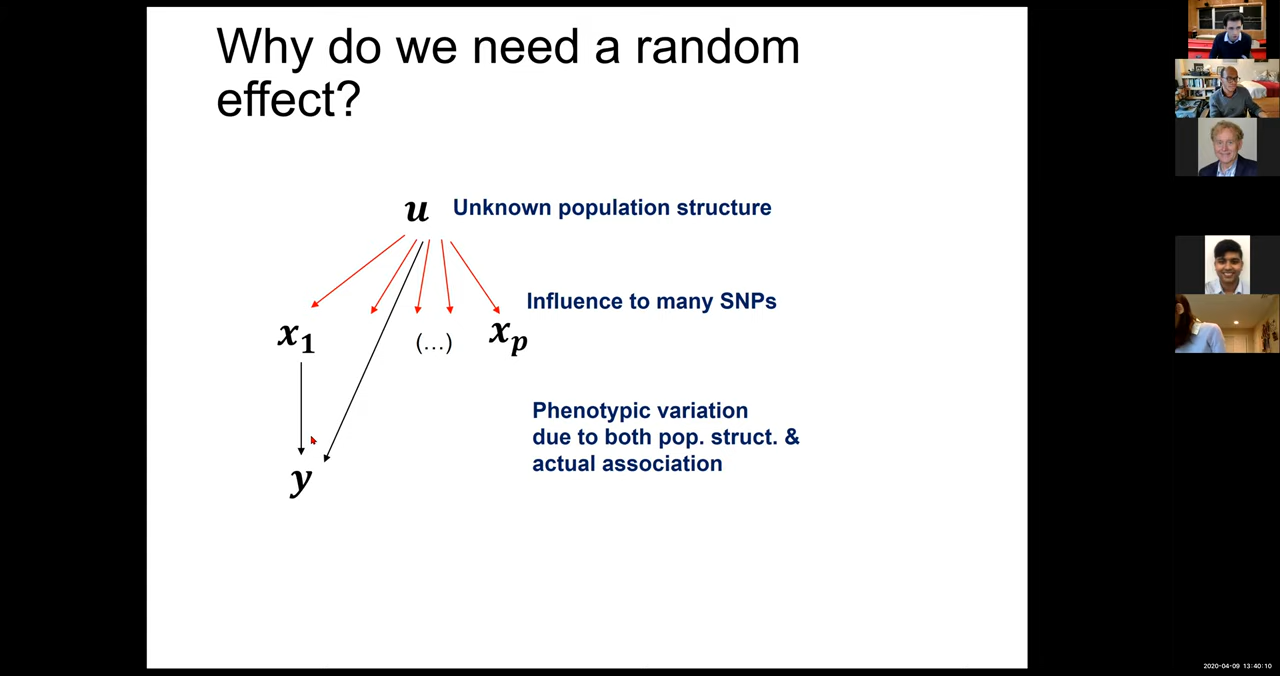 Why do we need a random
effect?
u Unknown population structure
Influence to many SNPs
x₁ (...) xₚ
Phenotypic variation
due to both pop. struct. &
actual association
y
2020-04-09 13:40:10